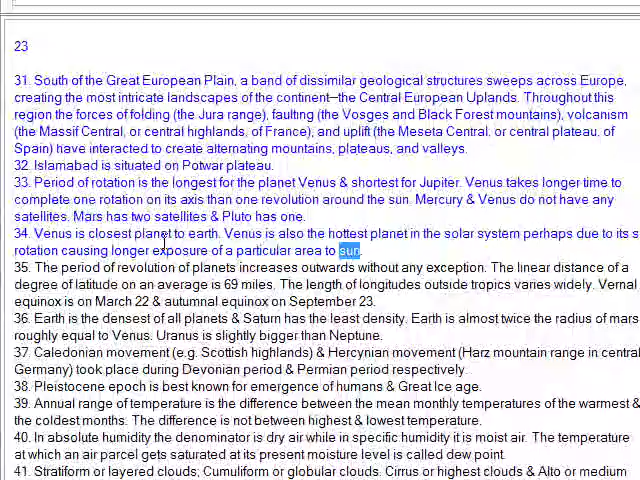 23
31. South of the Great European Plain, a band of dissimilar geological structures sweeps across Europe,
creating the most intricate landscapes of the continent—the Central European Uplands. Throughout this
region the forces of folding (the Jura range), faulting (the Vosges and Black Forest mountains), volcanism
(the Massif Central, or central highlands, of France), and uplift (the Meseta Central, or central plateau, of
Spain) have interacted to create alternating mountains, plateaus, and valleys.
32. Islamabad is situated on Potwar plateau.
33. Period of rotation is the longest for the planet Venus & shortest for Jupiter. Venus takes longer time to
complete one rotation on its axis than one revolution around the sun. Mercury & Venus do not have any
satellites. Mars has two satellites & Pluto has one.
34. Venus is closest planet to earth. Venus is also the hottest planet in the solar system perhaps due to its s
rotation causing longer exposure of a particular area to sun.
35. The period of revolution of planets increases outwards without any exception. The linear distance of a
degree of latitude on an average is 69 miles. The length of longitudes outside tropics varies widely. Vernal
equinox is on March 22 & autumnal equinox on September 23.
36. Earth is the densest of all planets & Saturn has the least density. Earth is almost twice the radius of mars
roughly equal to Venus. Uranus is slightly bigger than Neptune.
37. Caledonian movement (e.g. Scottish highlands) & Hercynian movement (Harz mountain range in central
Germany) took place during Devonian period & Permian period respectively.
38. Pleistocene epoch is best known for emergence of humans & Great Ice age.
39. Annual range of temperature is the difference between the mean monthly temperatures of the warmest &
the coldest months. The difference is not between highest & lowest temperature.
40. In absolute humidity the denominator is dry air while in specific humidity it is moist air. The temperature
at which an air parcel gets saturated at its present moisture level is called dew point.
41. Stratiform or layered clouds; Cumuliform or globular clouds. Cirrus or highest clouds & Alto or medium